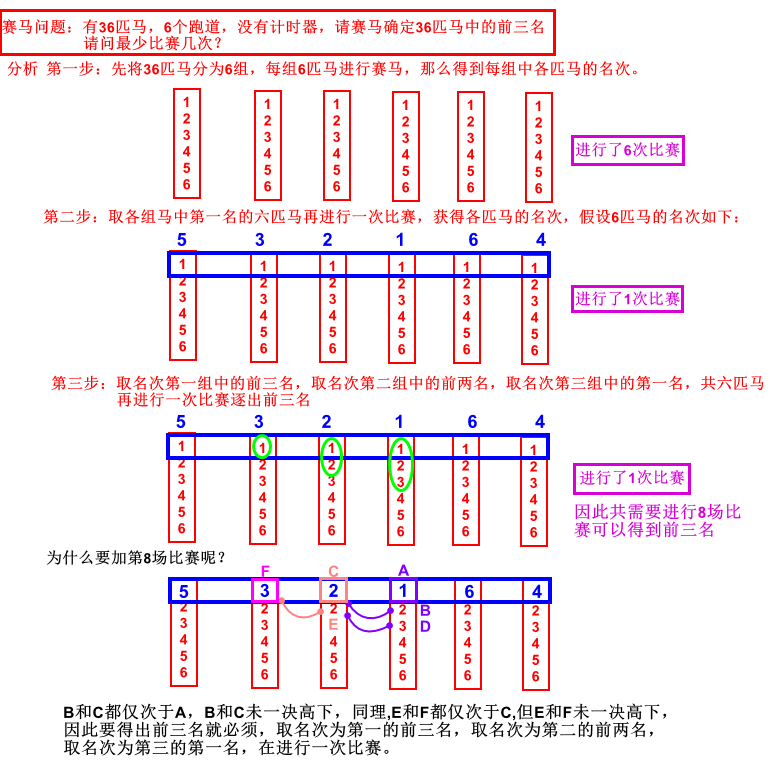 赛马问题：有36匹马，6个跑道，没有计时器，请赛马确定36匹马中的前三名
请问最少比赛几次？
分析 第一步：先将36匹马分为6组，每组6匹马进行赛马，那么得到每组中各匹马的名次。
1 1 1 1 1 1
2 2 2 2 2 2
3 3 3 3 3 3
4 4 4 4 4 4
5 5 5 5 5 5
6 6 6 6 6 6
进行了6次比赛
第二步：取各组马中第一名的六匹马再进行一次比赛，获得各匹马的名次，假设6匹马的名次如下：
5 3 2 1 6 4
1 1 1 1 1 1
2 2 2 2 2 2
3 3 3 3 3 3
4 4 4 4 4 4
5 5 5 5 5 5
6 6 6 6 6 6
进行了1次比赛
第三步：取名次第一组中的前三名，取名次第二组中的前两名，取名次第三组中的第一名，共六匹马
再进行一次比赛逐出前三名
5 3 2 1 6 4
1 1 1 1 1 1
2 2 2 2 2 2
3 3 3 3 3 3
4 4 4 4 4 4
5 5 5 5 5 5
6 6 6 6 6 6
进行了1次比赛
因此共需要进行8场比
赛可以得到前三名
为什么要加第8场比赛呢？
F C A
5 3 2 1 6 4
2 2 2 2 B 2 2
3 3 E 3 D 3 3
4 4 4 4 4 4
5 5 5 5 5 5
6 6 6 6 6 6
B和C都仅次于A，B和C未一决高下，同理,E和F都仅次于C,但E和F未一决高下，
因此要得出前三名就必须，取名次为第一的前三名，取名次为第二的前两名，
取名次为第三的第一名，在进行一次比赛。